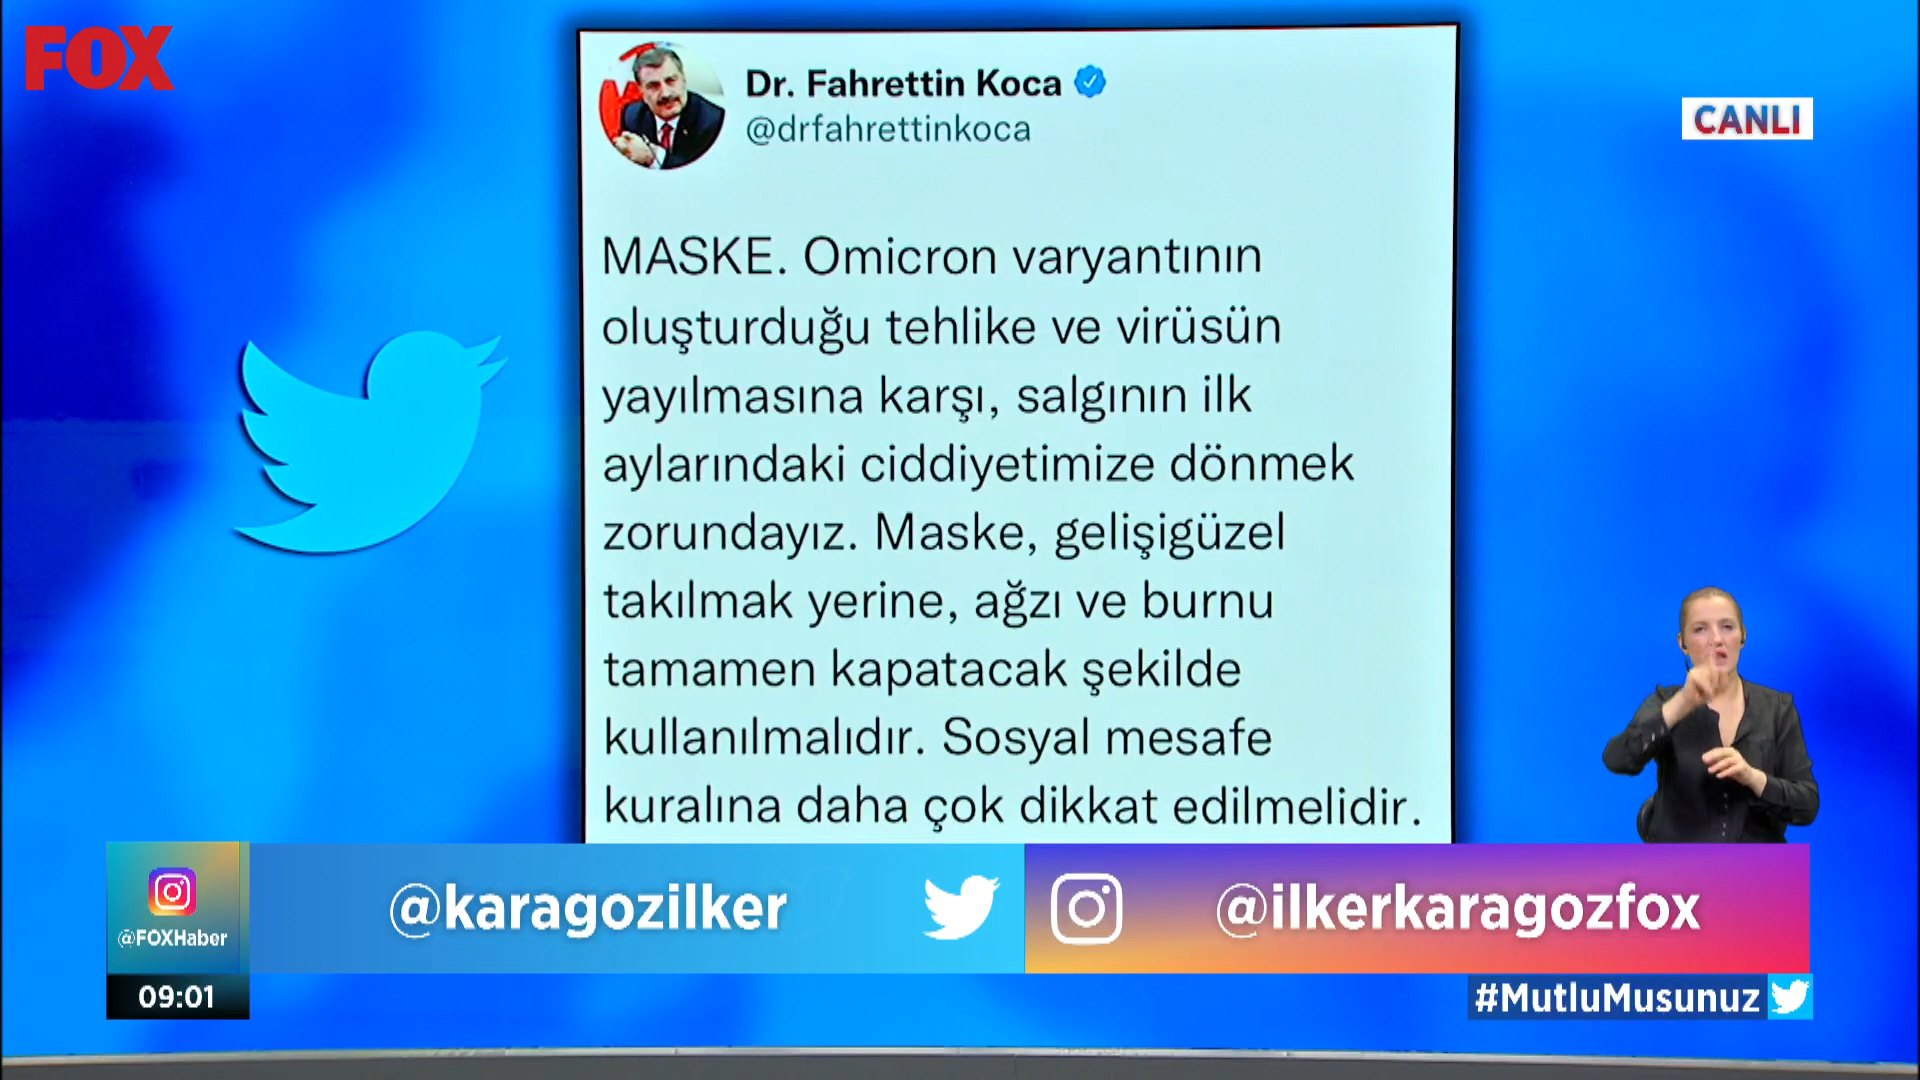 FOX
CANLI
Dr. Fahrettin Koca
@drfahrettinkoca
MASKE. Omicron varyantının
oluşturduğu tehlike ve virüsün
yayılmasına karşı, salgının ilk
aylarındaki ciddiyetimize dönmek
zorundayız. Maske, gelişigüzel
takılmak yerine, ağzı ve burnu
tamamen kapatacak şekilde
kullanılmalıdır. Sosyal mesafe
kuralına daha çok dikkat edilmelidir.
@FOXHaber
@karagozilker
@ilkerkaragozfox
09:01
#MutluMusunuz